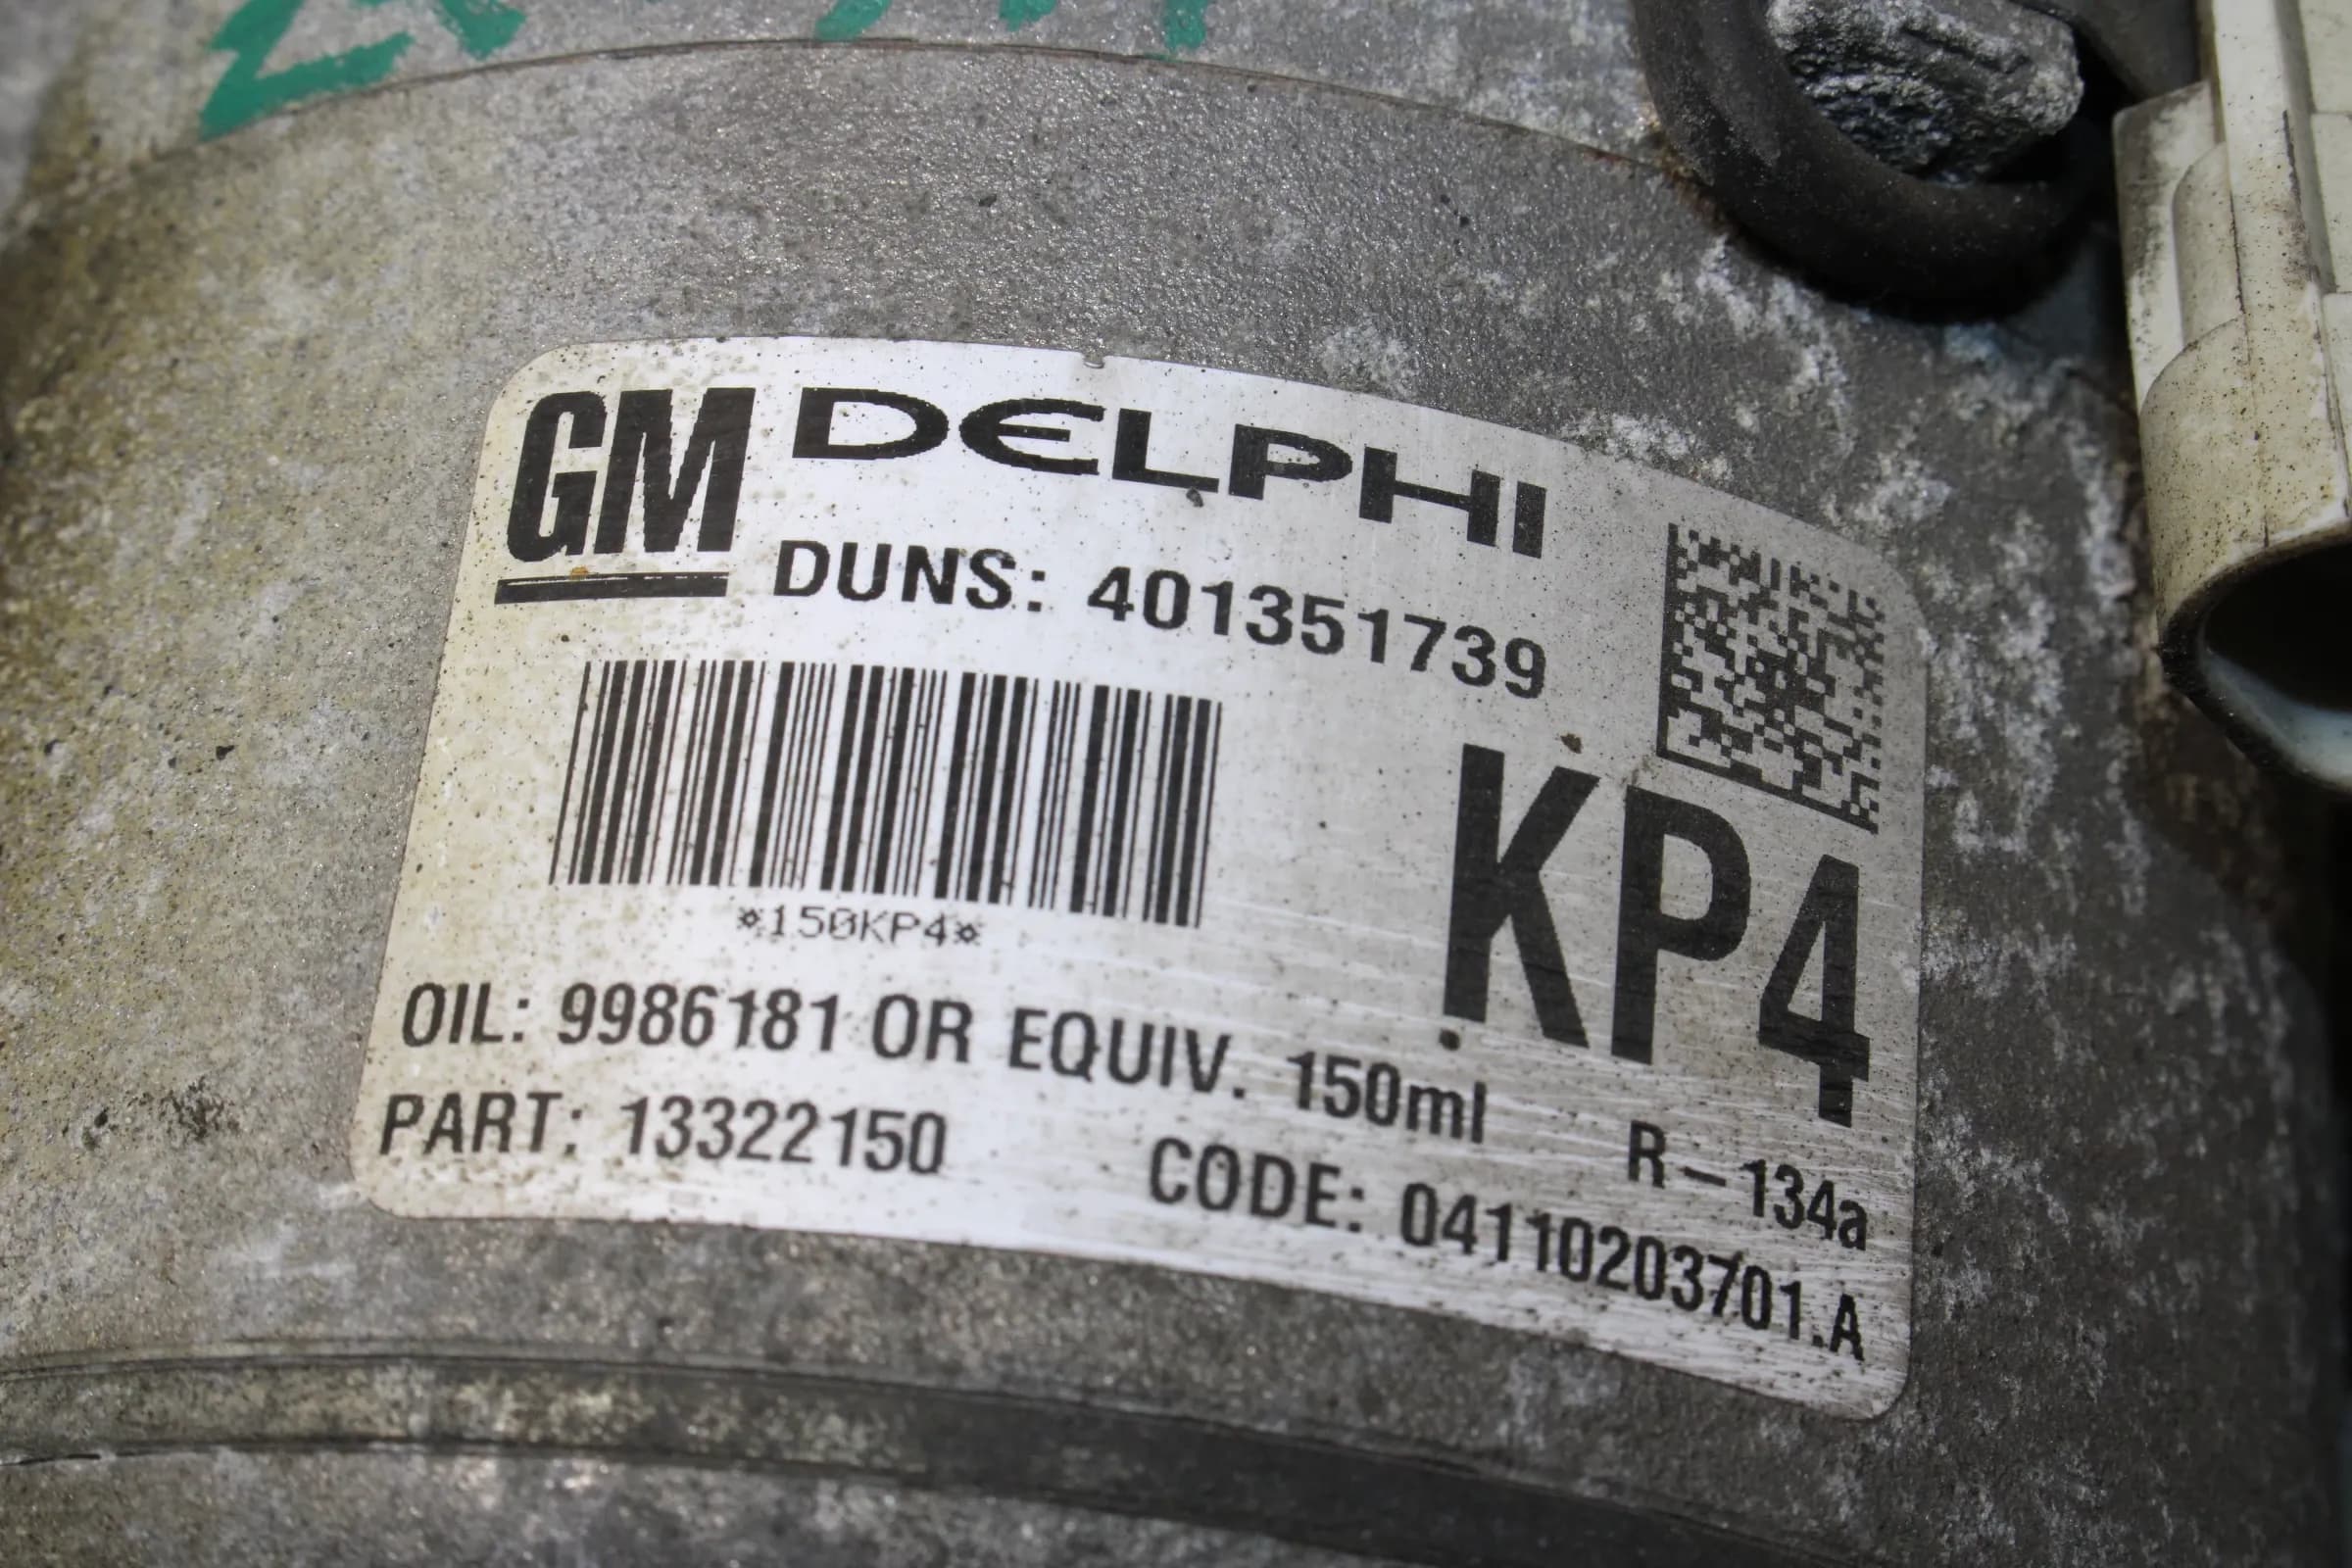 GM DELPHI
DUNS: 401351739
*150KP4*
KP4
OIL: 9986181 OR EQUIV. 150ml
R-134a
PART: 13322150
CODE: 04110203701.A